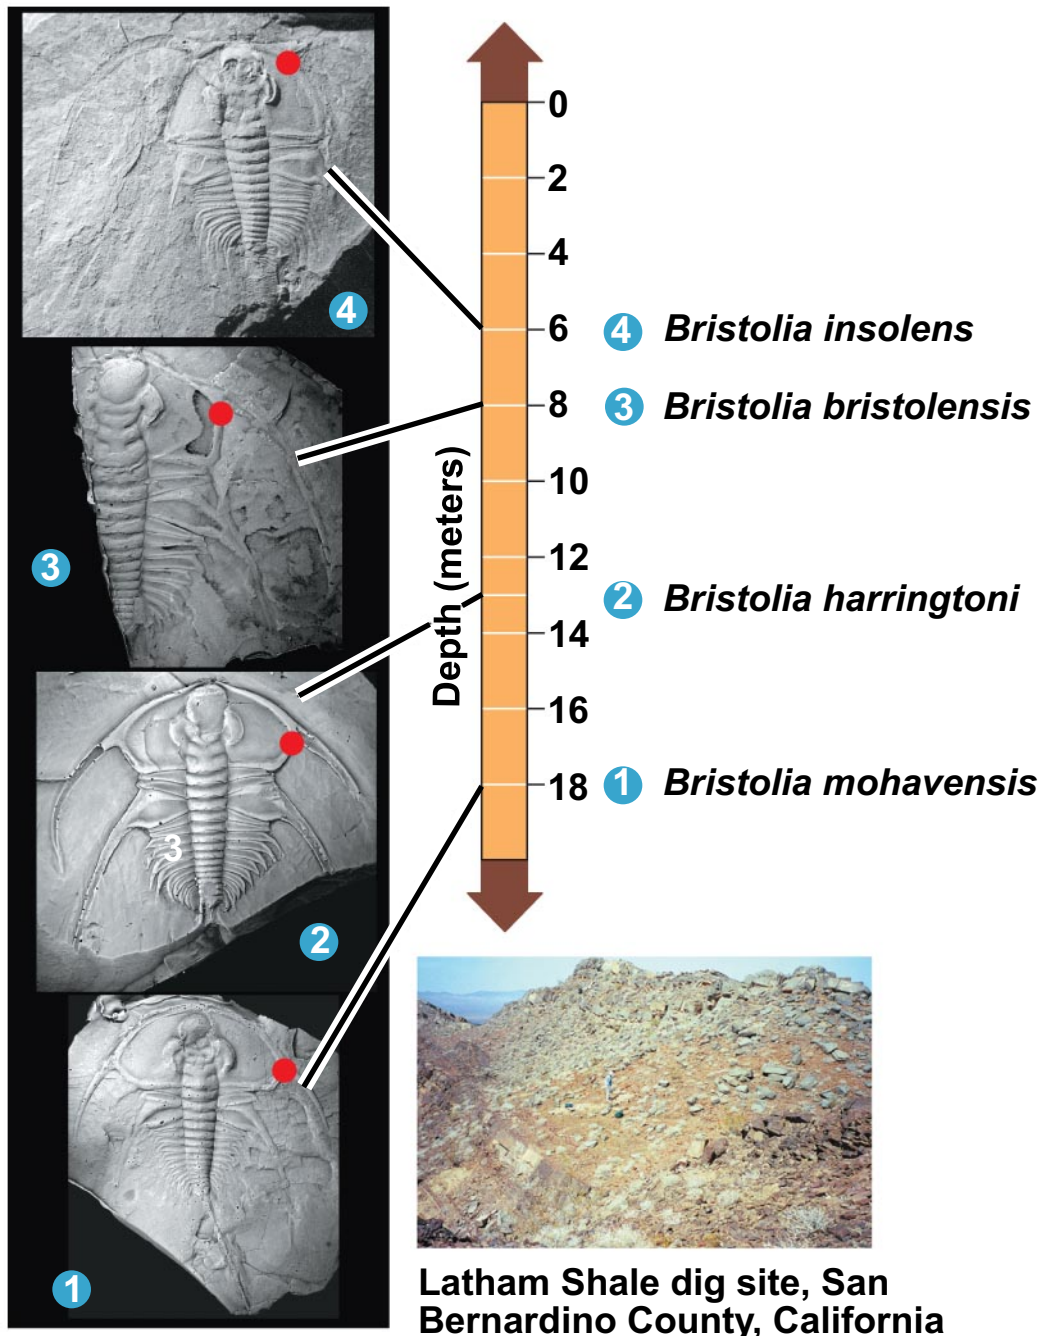 0
2
4
4
6
4 Bristolia insolens
8
3 Bristolia bristolensis
Depth (meters)
10
3
12
2 Bristolia harringtoni
14
16
18
1 Bristolia mohavensis
3
2
1
Latham Shale dig site, San
Bernardino County, California